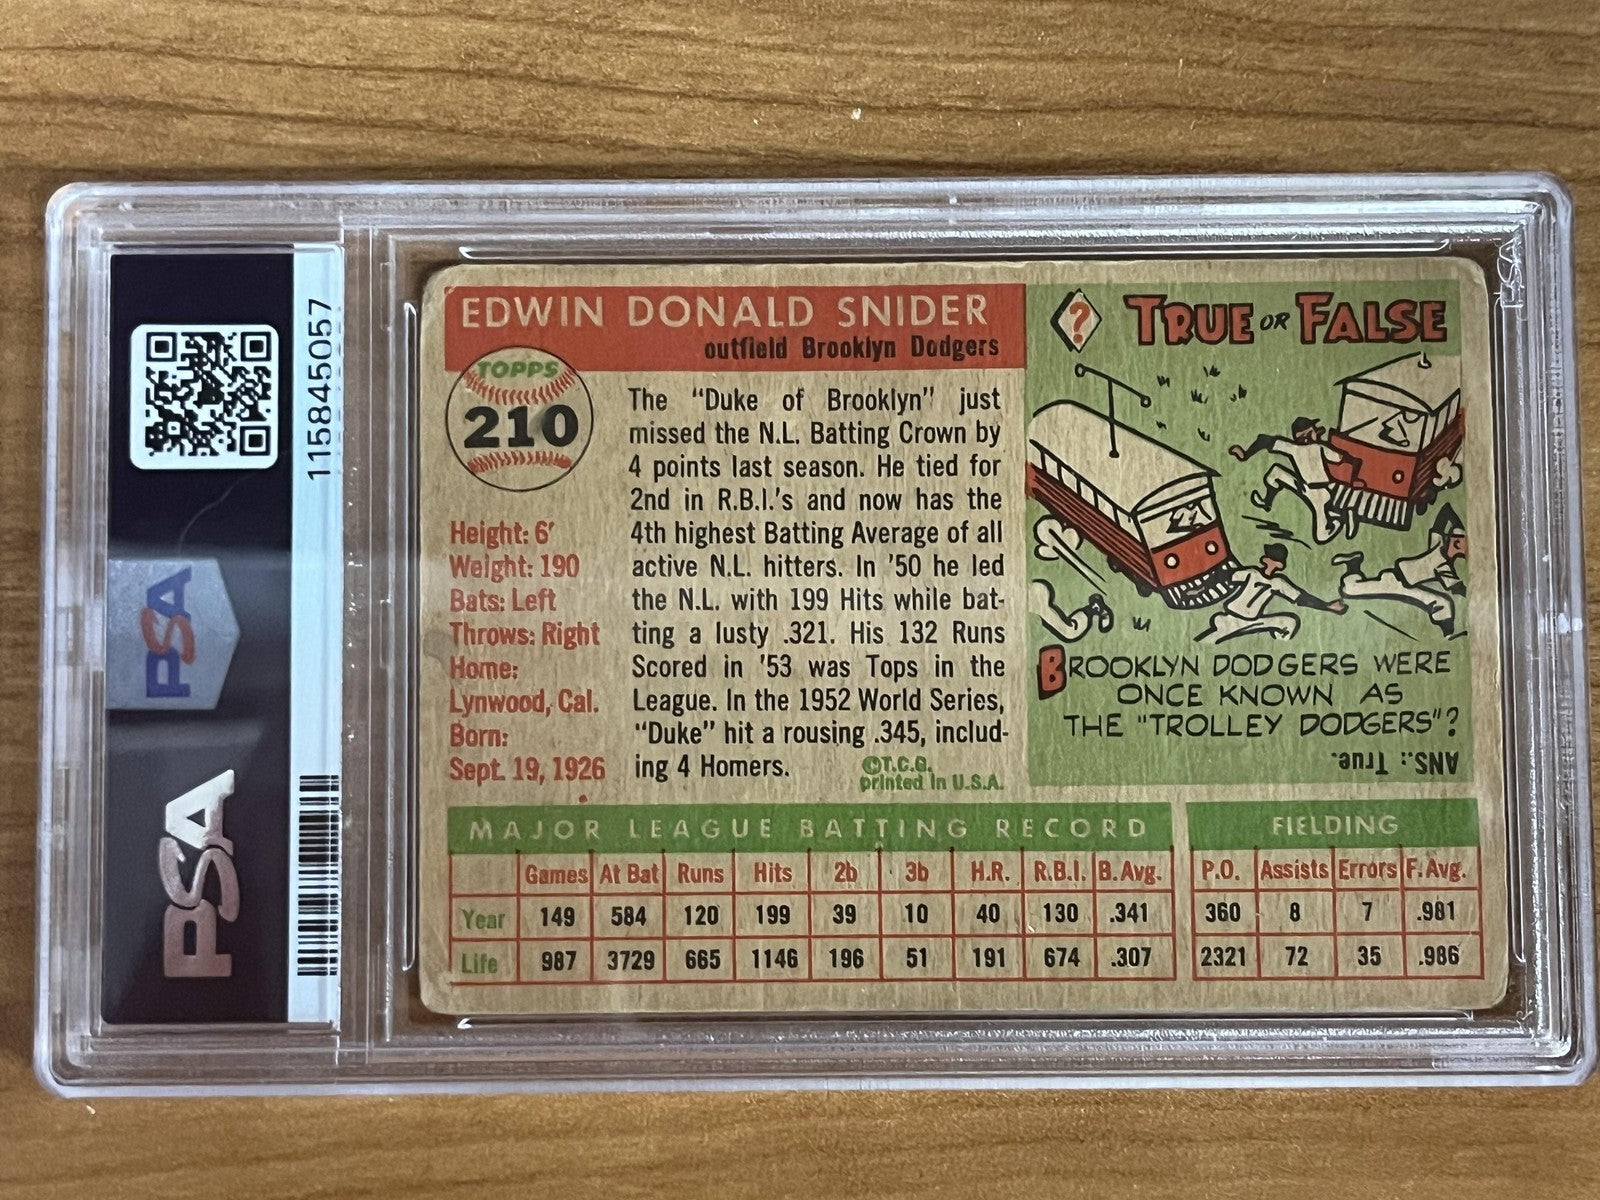 115845057
PSA
PSA
EDWIN DONALD SNIDER
outfield Brooklyn Dodgers
TOPPS
210
Height: 6'
Weight: 190
Bats: Left
Throws: Right
Home:
Lynwood, Cal.
Born:
Sept. 19, 1926
The "Duke of Brooklyn" just
missed the N.L. Batting Crown by
4 points last season. He tied for
2nd in R.B.I.'s and now has the
4th highest Batting Average of all
active N.L. hitters. In '50 he led
the N.L. with 199 Hits while bat-
ting a lusty .321. His 132 Runs
Scored in '53 was Tops in the
League. In the 1952 World Series,
"Duke" hit a rousing .345, includ-
ing 4 Homers.
©T.C.G.
printed in U.S.A.
?
TRUE OR FALSE
BROOKLYN DODGERS WERE
ONCE KNOWN AS
THE "TROLLEY DODGERS"?
ANS.: True.
MAJOR LEAGUE BATTING RECORD
Games At Bat Runs Hits 2b 3b H.R. R.B.I. B. Avg.
Year 149 584 120 199 39 10 40 130 .341
Life 987 3729 665 1146 196 51 191 674 .307
FIELDING
P.O. Assists Errors F. Avg.
360 8 7 .981
2321 72 35 .986